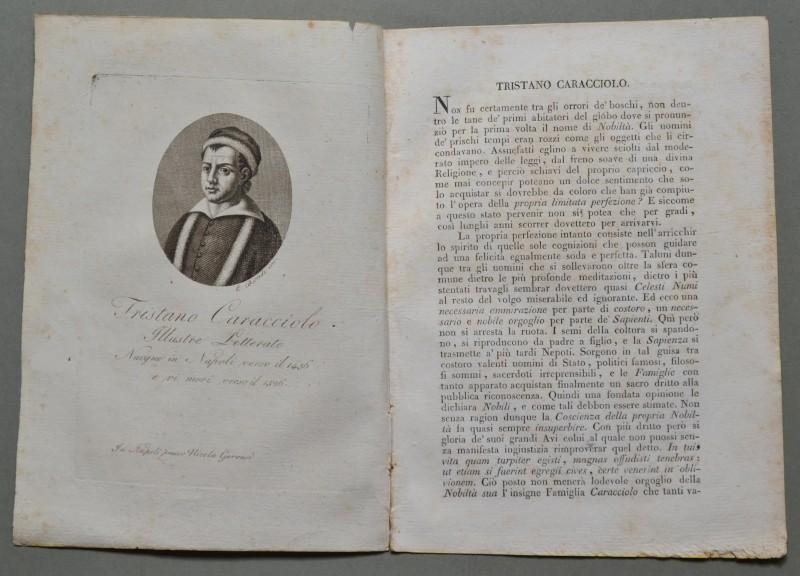 Tristano Caracciolo
Illustre Letterato
Nacque in Napoli verso il 1436
e vi morì verso il 1526.
In Napoli presso Nicola Gervasi
TRISTANO CARACCIOLO.
Non fu certamente tra gli orrori de' boschi, non den-
tro le tane de' primi abitatori del glóbo dove si pronun-
ziò per la prima volta il nome di Nobiltà. Gli uomini
de' prischi tempi eran rozzi come gli oggetti che li cir-
condavano. Assuefatti eglino a vivere sciolti dal mode-
rato impero delle leggi, dal freno soave di una divina
Religione, e perciò schiavi del proprio capriccio, co-
me mai concepir poteano un dolce sentimento che so-
lo acquistar si dovrebbe da coloro che han già compiu-
to l'opera della propria limitata perfezione? E siccome
a questo stato pervenir non si potea che per gradi,
così lunghi anni scorrer dovettero per arrivarvi.
La propria perfezione intanto consiste nell'arricchir
lo spirito di quelle sole cognizioni che posson guidare
ad una felicità egualmente soda e perfetta. Taluni dun-
que tra gli uomini che si sollevarono oltre la sfera co-
mune dietro le più profonde meditazioni, dietro i più
stentati travagli sembrar dovettero quasi Celesti Numi
al resto del volgo miserabile ed ignorante. Ed ecco una
necessaria emmirazione per parte di costoro, un neces-
sario e nobile orgoglio per parte de' Sapienti. Quì però
non si arresta la ruota. I semi della coltura si spandо-
no, si riproducono da padre a figlio, e la Sapienza si
trasmette a' più tardi Nepoti. Sorgono in tal guisa tra
costoro valenti uomini di Stato, politici famosi, filoso-
fi sommi, sacerdoti irreprensibili, e le Famiglie con
tanto apparato acquistan finalmente un sacro dritto alla
pubblica riconoscenza. Quindi una fondata opinione le
dichiara Nobili, e come tali debbon essere stimate. Non
senza ragion dunque la Coscienza della propria Nobil-
tà fa quasi sempre insuperbire. Con più dritto però si
gloria de' suoi grandi Avi colui al quale non puossi sen-
za manifesta ingiustizia rimproverar quel detto. In tui
vita quam turpiter egisti, magnas offudisti tenebras:
ut etiam si fuerint egregii cives, certe venerint in obli-
vionem. Ciò posto non menerà lodevole orgoglio della
Nobiltà sua l'insigne Famiglia Caracciolo che tanti va-